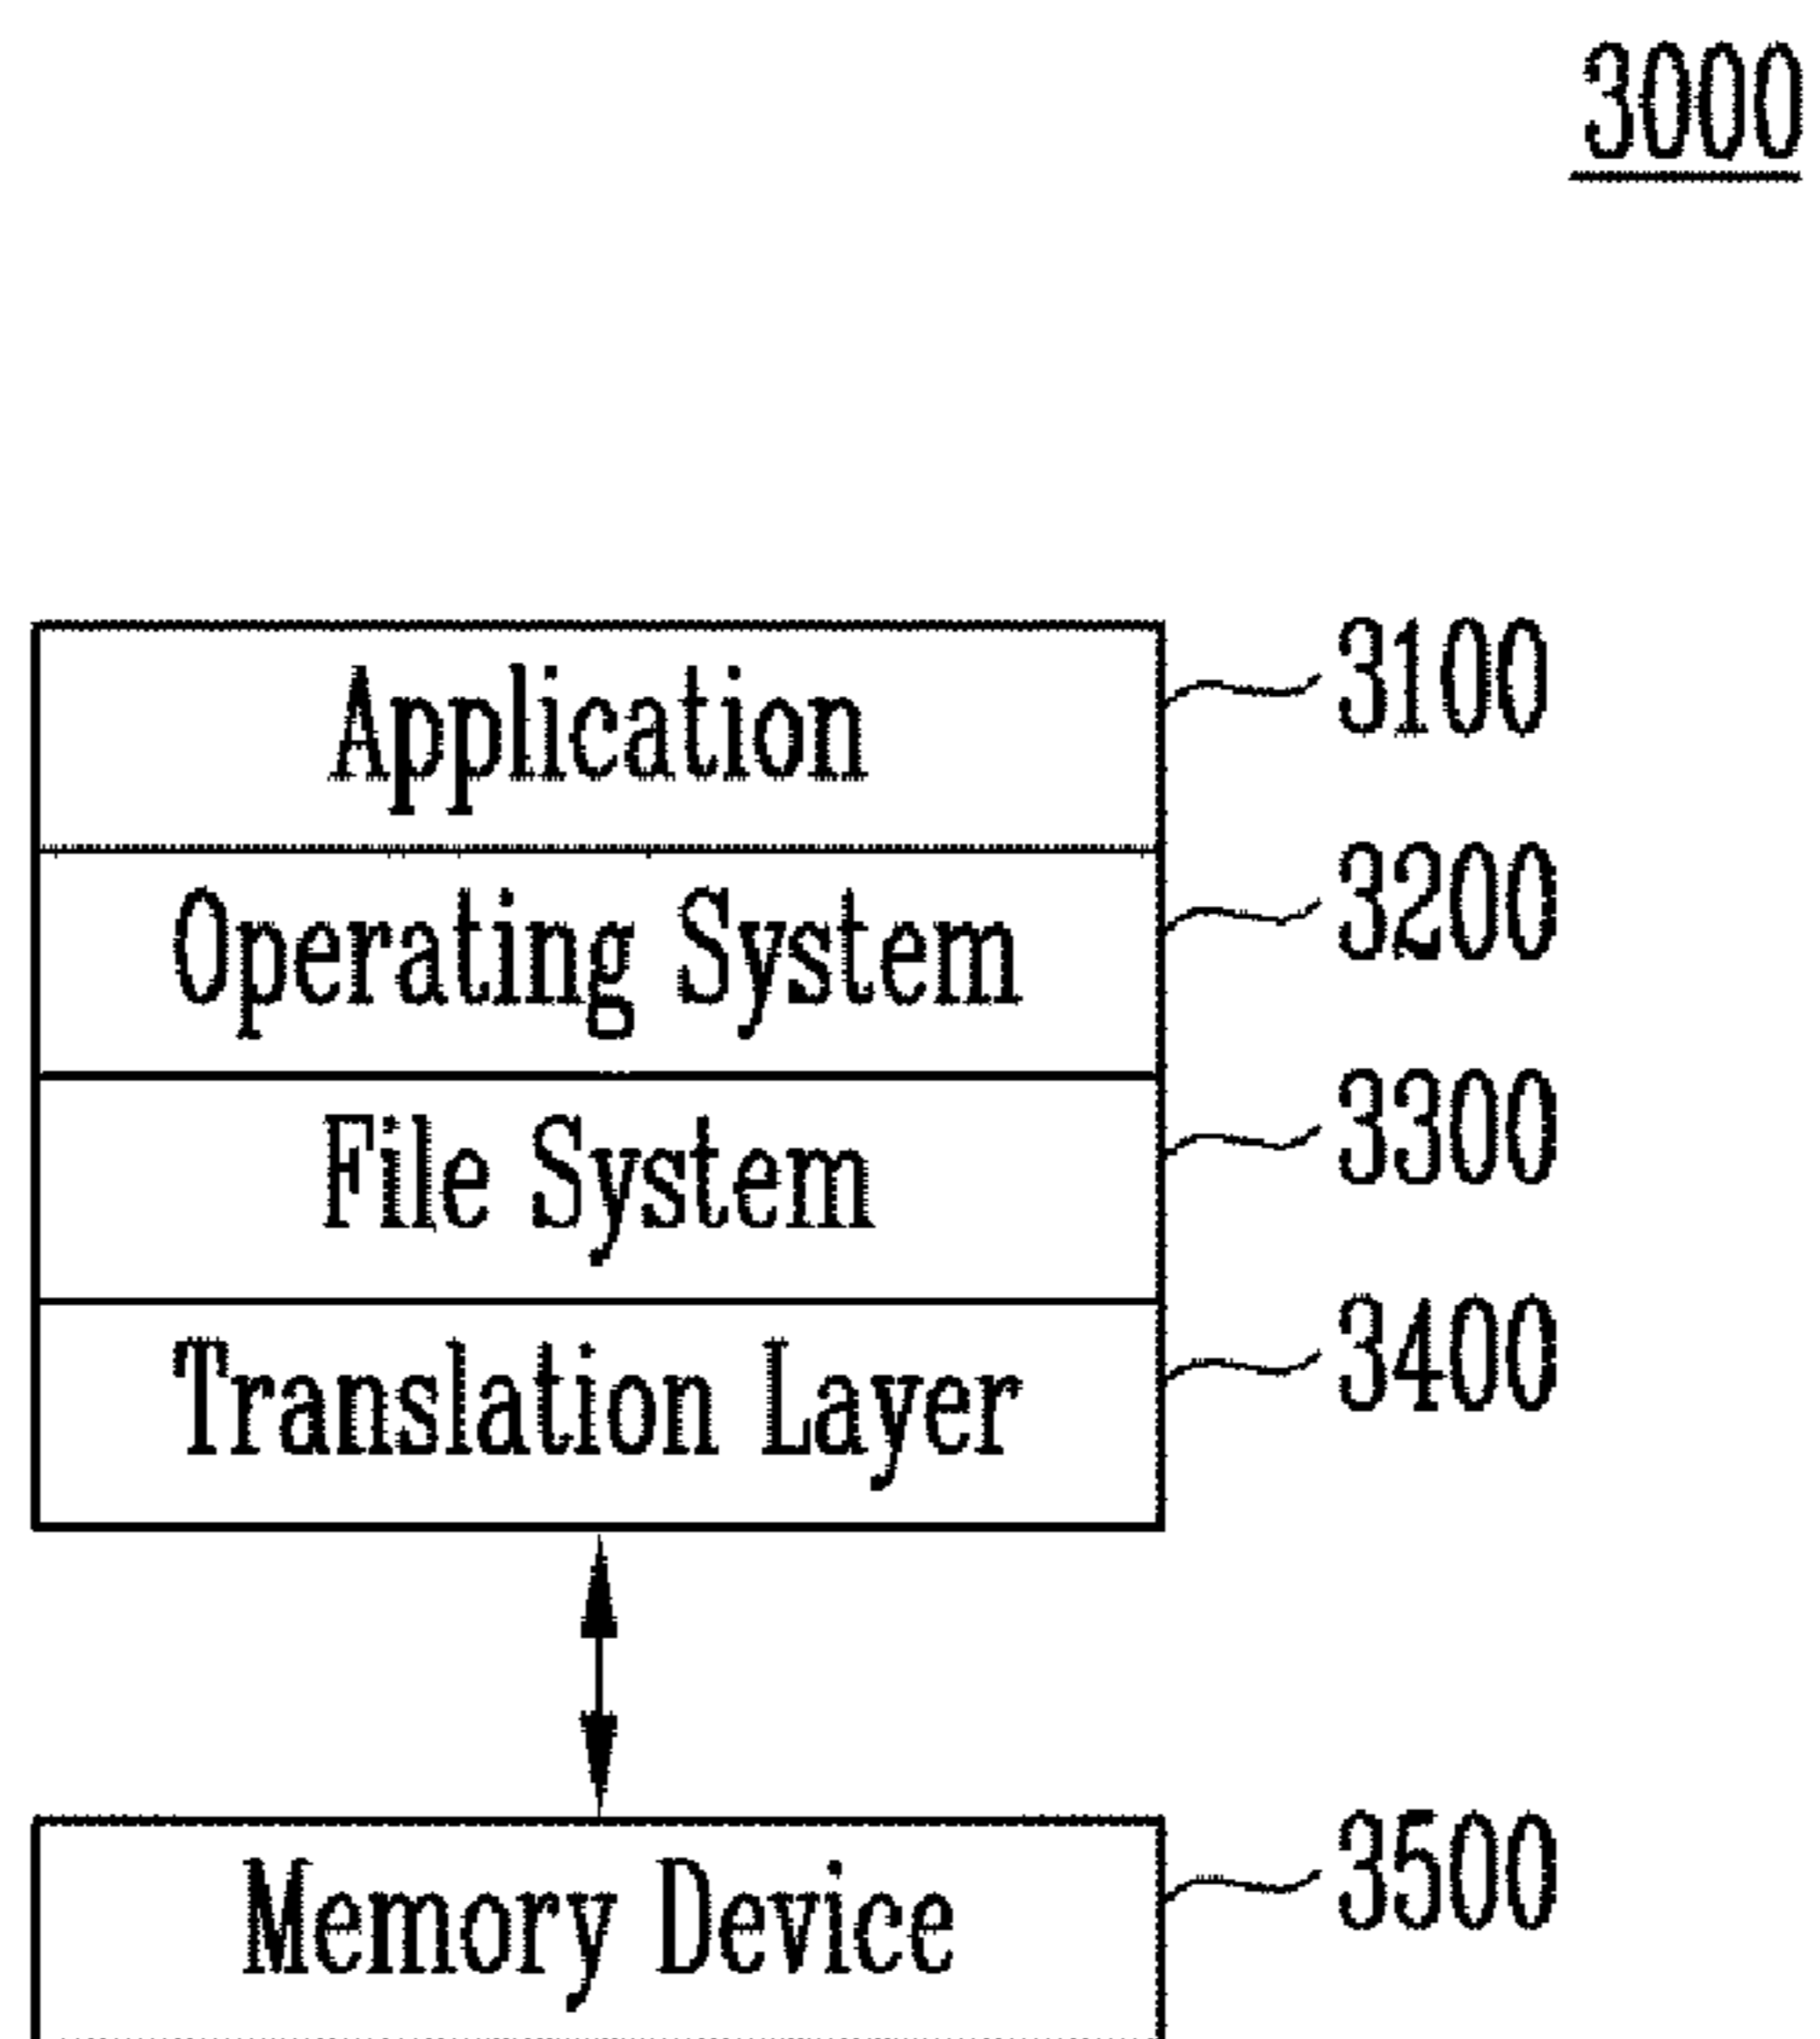 3000
Application 3100
Operating System 3200
File System 3300
Translation Layer 3400
Memory Device 3500